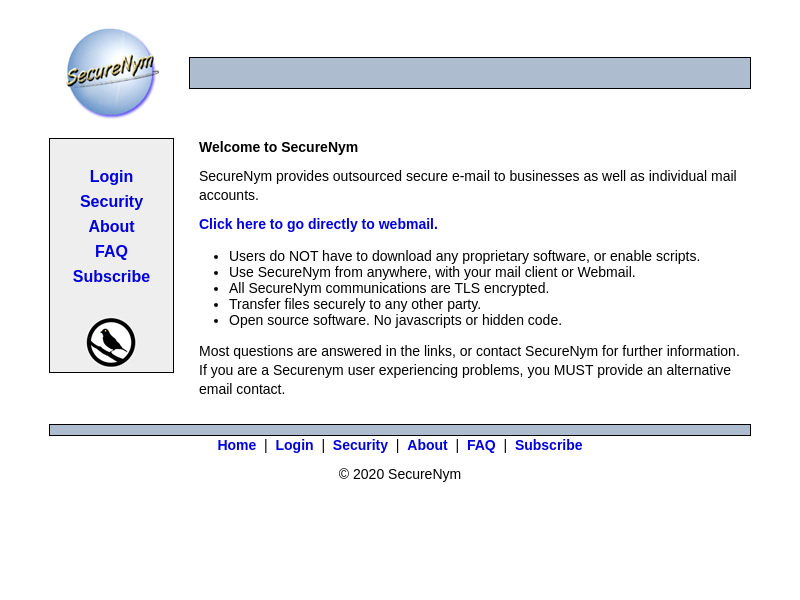 SecureNym
Login
Security
About
FAQ
Subscribe
Welcome to SecureNym
SecureNym provides outsourced secure e-mail to businesses as well as individual mail
accounts.
Click here to go directly to webmail.
• Users do NOT have to download any proprietary software, or enable scripts.
• Use SecureNym from anywhere, with your mail client or Webmail.
• All SecureNym communications are TLS encrypted.
• Transfer files securely to any other party.
• Open source software. No javascripts or hidden code.
Most questions are answered in the links, or contact SecureNym for further information.
If you are a Securenym user experiencing problems, you MUST provide an alternative
email contact.
Home | Login | Security | About | FAQ | Subscribe
© 2020 SecureNym